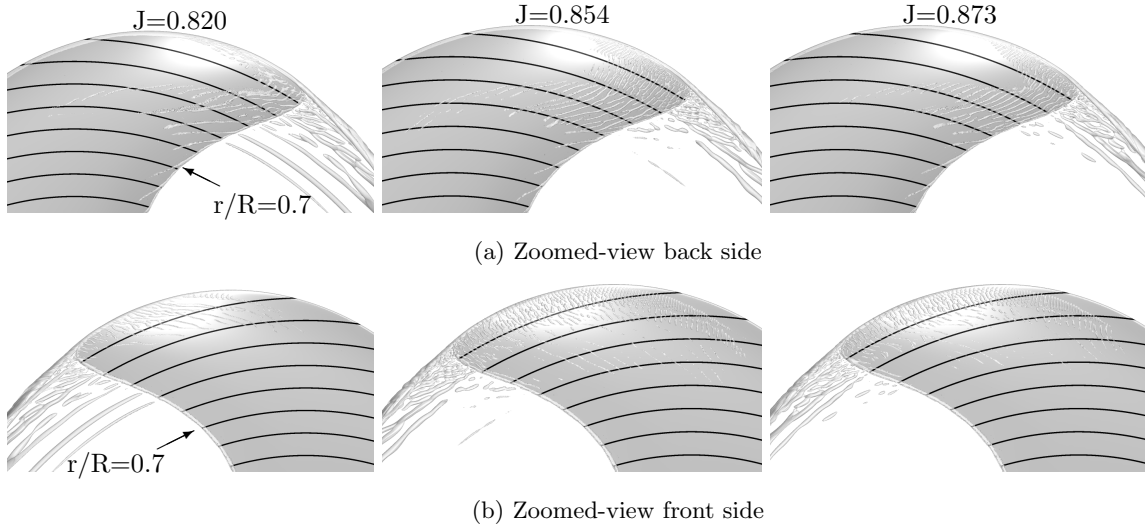 J=0.820 J=0.854 J=0.873
r/R=0.7
(a) Zoomed-view back side
r/R=0.7
(b) Zoomed-view front side